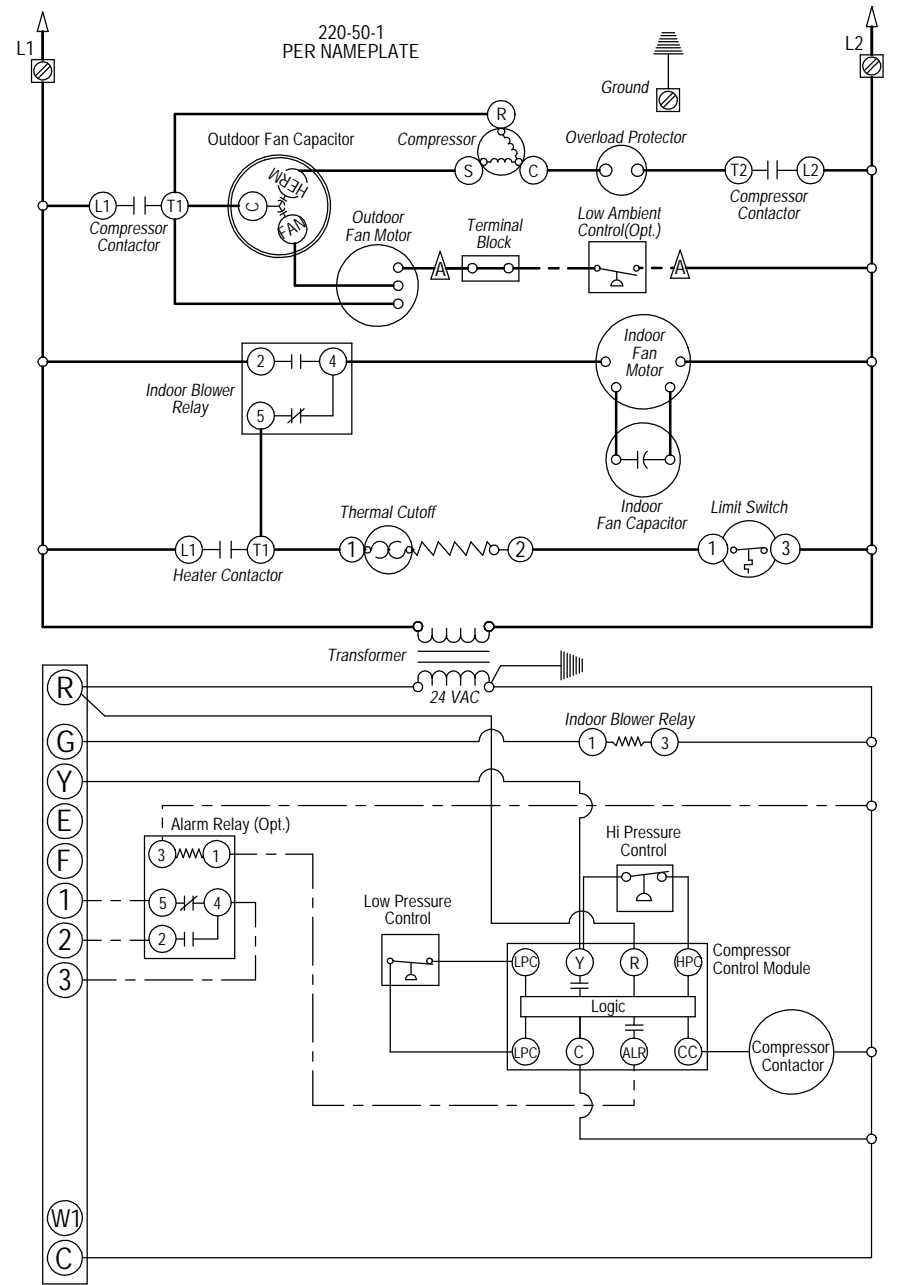 220-50-1
PER NAMEPLATE
L1
L2
Ground
R
Outdoor Fan Capacitor
Compressor
Overload Protector
HERM
S
C
T2
L2
C
L1
T1
Compressor
Contactor
Compressor
Contactor
FAN
Outdoor
Fan Motor
Terminal
Block
Low Ambient
Control(Opt.)
A
A
Indoor
Fan
Motor
2
4
Indoor Blower
Relay
5
Indoor
Fan Capacitor
Thermal Cutoff
Limit Switch
L1
T1
1
2
1
3
Heater Contactor
Transformer
24 VAC
R
Indoor Blower Relay
G
1
3
Y
E
Alarm Relay (Opt.)
Hi Pressure
Control
F
3
1
1
5
4
Low Pressure
Control
2
2
3
LPC
Y
R
HPC
Compressor
Control Module
Logic
LPC
C
ALR
CC
Compressor
Contactor
W1
C